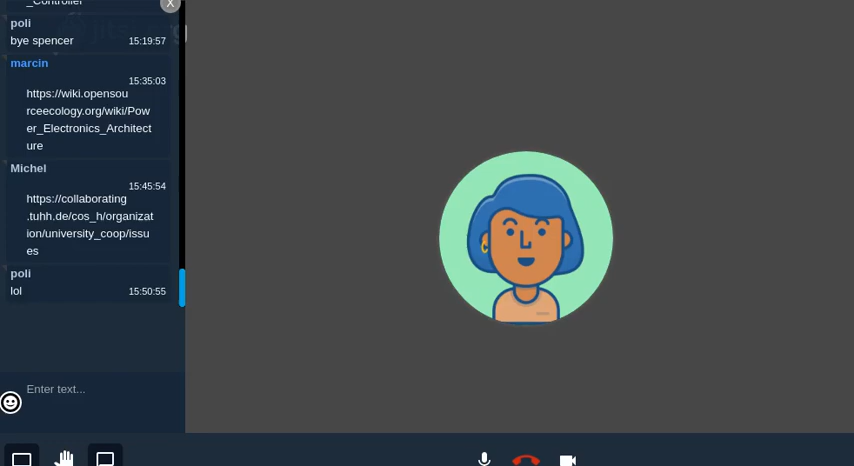 _Controller
X
poli
bye spencer 15:19:57
marcin
15:35:03
https://wiki.opensou
rceecology.org/wiki/Pow
er_Electronics_Architect
ure
Michel
15:45:54
https://collaborating
.tuhh.de/cos_h/organizat
ion/university_coop/issu
es
poli
lol 15:50:55
Enter text...